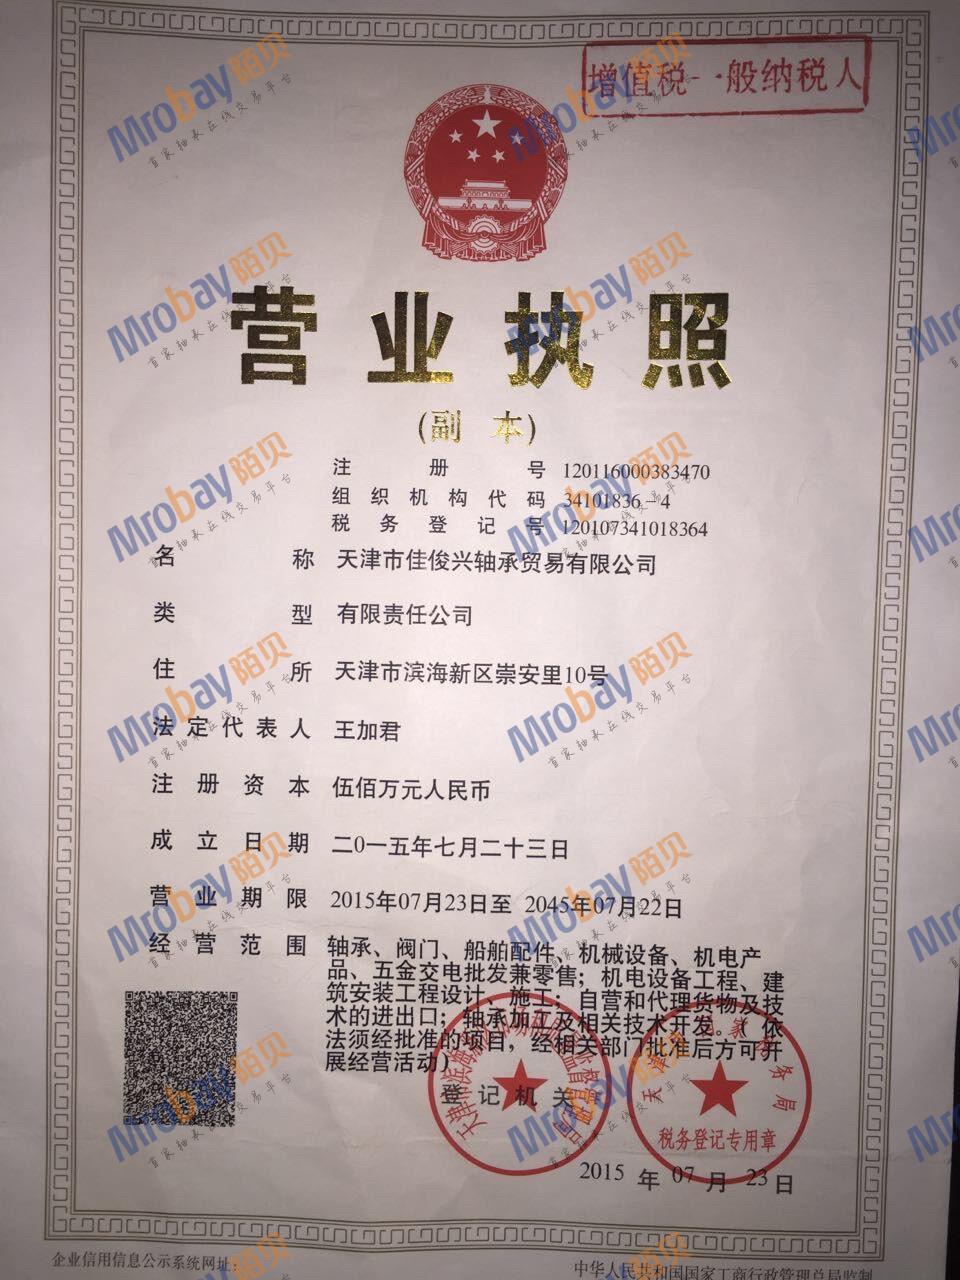 增值税一般纳税人
营业执照
(副本)
注册号 120116000383470
组织机构代码 34101836-4
税务登记号 120107341018364
名称 天津市佳俊兴轴承贸易有限公司
类型 有限责任公司
住所 天津市滨海新区崇安里10号
法定代表人 王加君
注册资本 伍佰万元人民币
成立日期 二0一五年七月二十三日
营业期限 2015年07月23日至 2045年07月22日
经营范围 轴承、阀门、船舶配件、机械设备、机电产
品、五金交电批发兼零售；机电设备工程、建
筑安装工程设计、施工；自营和代理货物及技
术的进出口；轴承加工及相关技术开发。（依
法须经批准的项目，经相关部门批准后方可开
展经营活动）
登记机关
税务登记专用章
2015 年 07 月 23 日
企业信用信息公示系统网址：
中华人民共和国国家工商行政管理总局监制
Mrobay陌贝
首家轴承在线交易平台